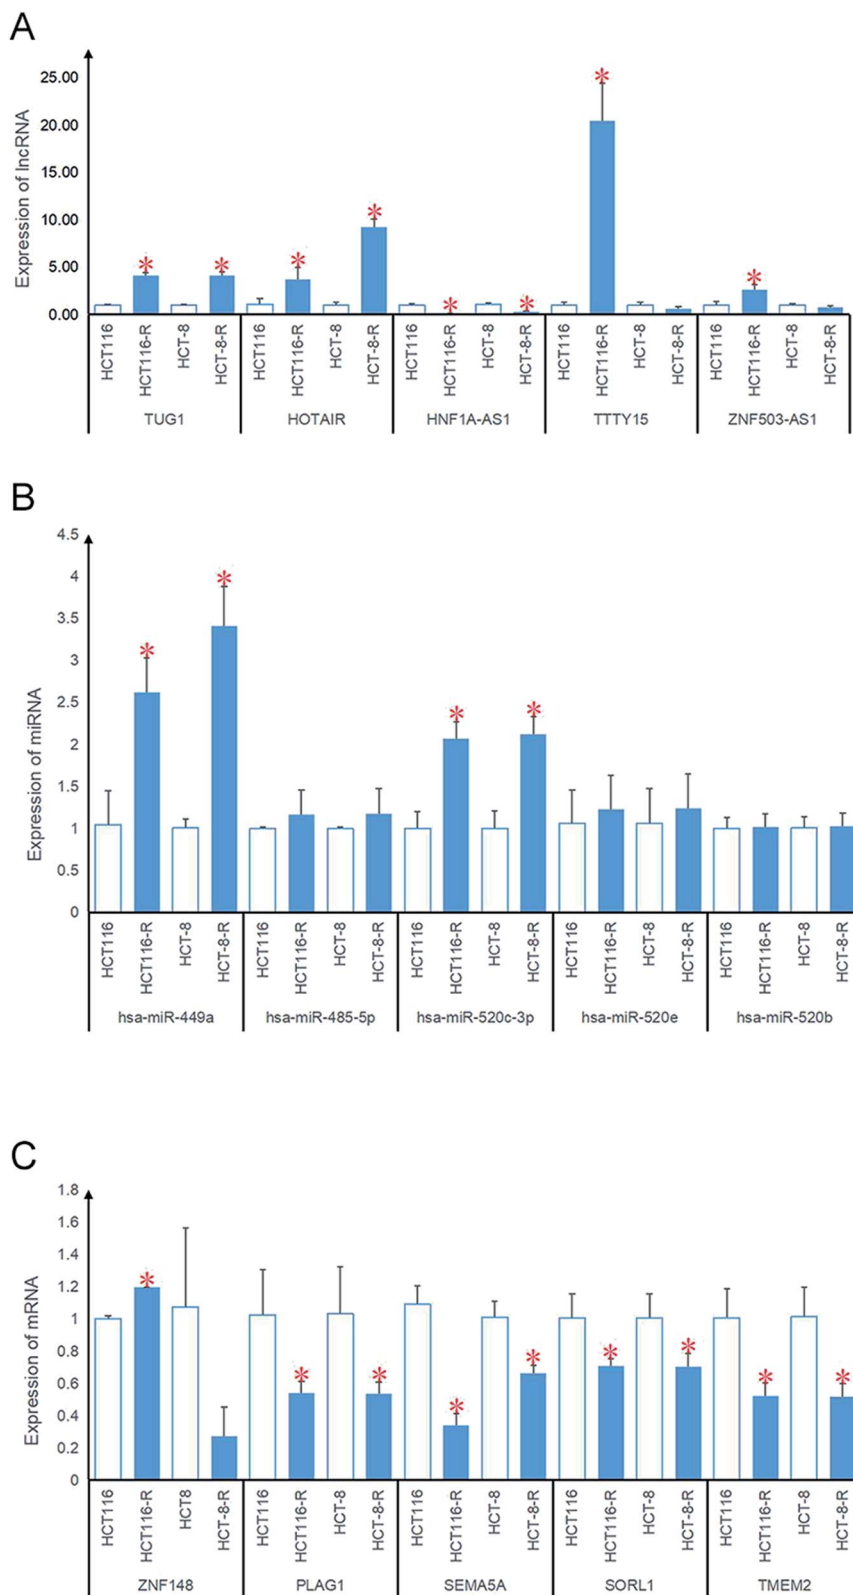 A
Expression of lncRNA
25.00
20.00
15.00
10.00
5.00
0.00
HCT116 HCT116-R HCT-8 HCT-8-R HCT116 HCT116-R HCT-8 HCT-8-R HCT116 HCT116-R HCT-8 HCT-8-R HCT116 HCT116-R HCT-8 HCT-8-R HCT116 HCT116-R HCT-8 HCT-8-R
TUG1 HOTAIR HNF1A-AS1 TTTY15 ZNF503-AS1
B
Expression of miRNA
4.5
4
3.5
3
2.5
2
1.5
1
0.5
0
HCT116 HCT116-R HCT-8 HCT-8-R HCT116 HCT116-R HCT-8 HCT-8-R HCT116 HCT116-R HCT-8 HCT-8-R HCT116 HCT116-R HCT-8 HCT-8-R HCT116 HCT116-R HCT-8 HCT-8-R
hsa-miR-449a hsa-miR-485-5p hsa-miR-520c-3p hsa-miR-520e hsa-miR-520b
C
Expression of mRNA
1.8
1.6
1.4
1.2
1
0.8
0.6
0.4
0.2
0
HCT116 HCT116-R HCT8 HCT-8-R HCT116 HCT116-R HCT-8 HCT-8-R HCT116 HCT116-R HCT-8 HCT-8-R HCT116 HCT116-R HCT-8 HCT-8-R HCT116 HCT116-R HCT-8 HCT-8-R
ZNF148 PLAG1 SEMA5A SORL1 TMEM2